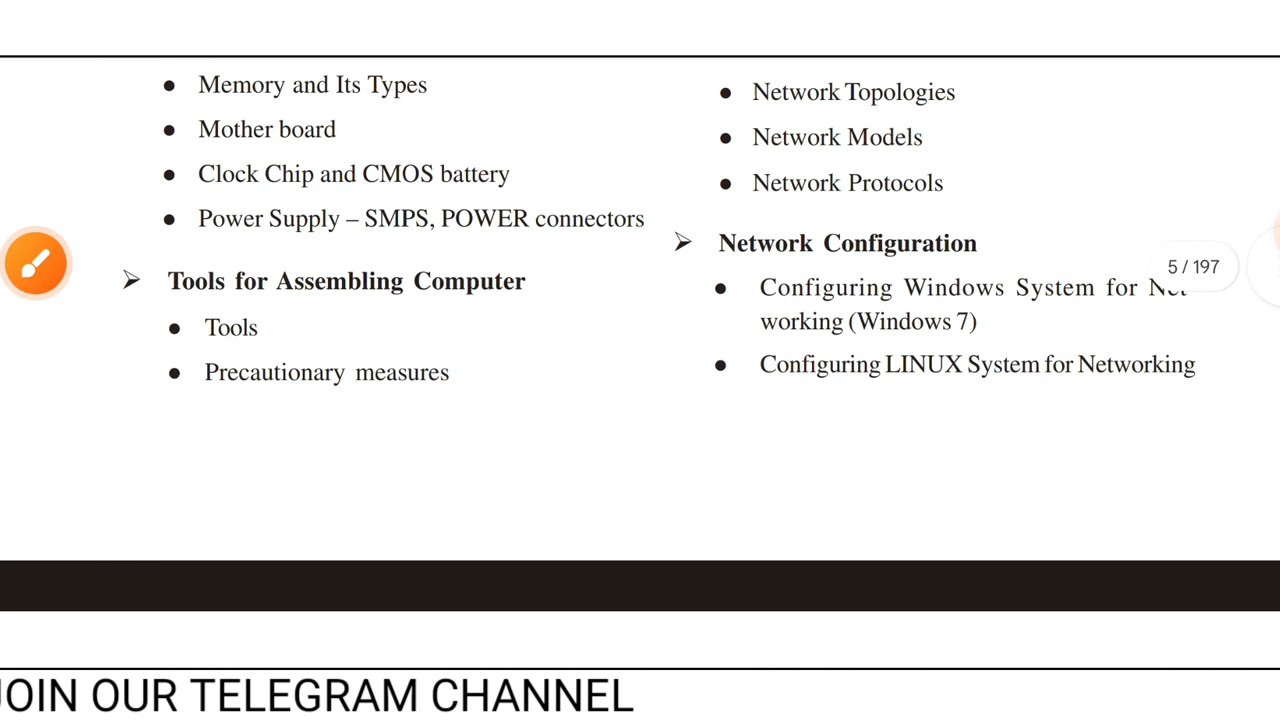 Memory and Its Types
Mother board
Clock Chip and CMOS battery
Power Supply – SMPS, POWER connectors
Tools for Assembling Computer
Tools
Precautionary measures
Network Topologies
Network Models
Network Protocols
Network Configuration
Configuring Windows System for Net
working (Windows 7)
Configuring LINUX System for Networking
5 / 197
JOIN OUR TELEGRAM CHANNEL